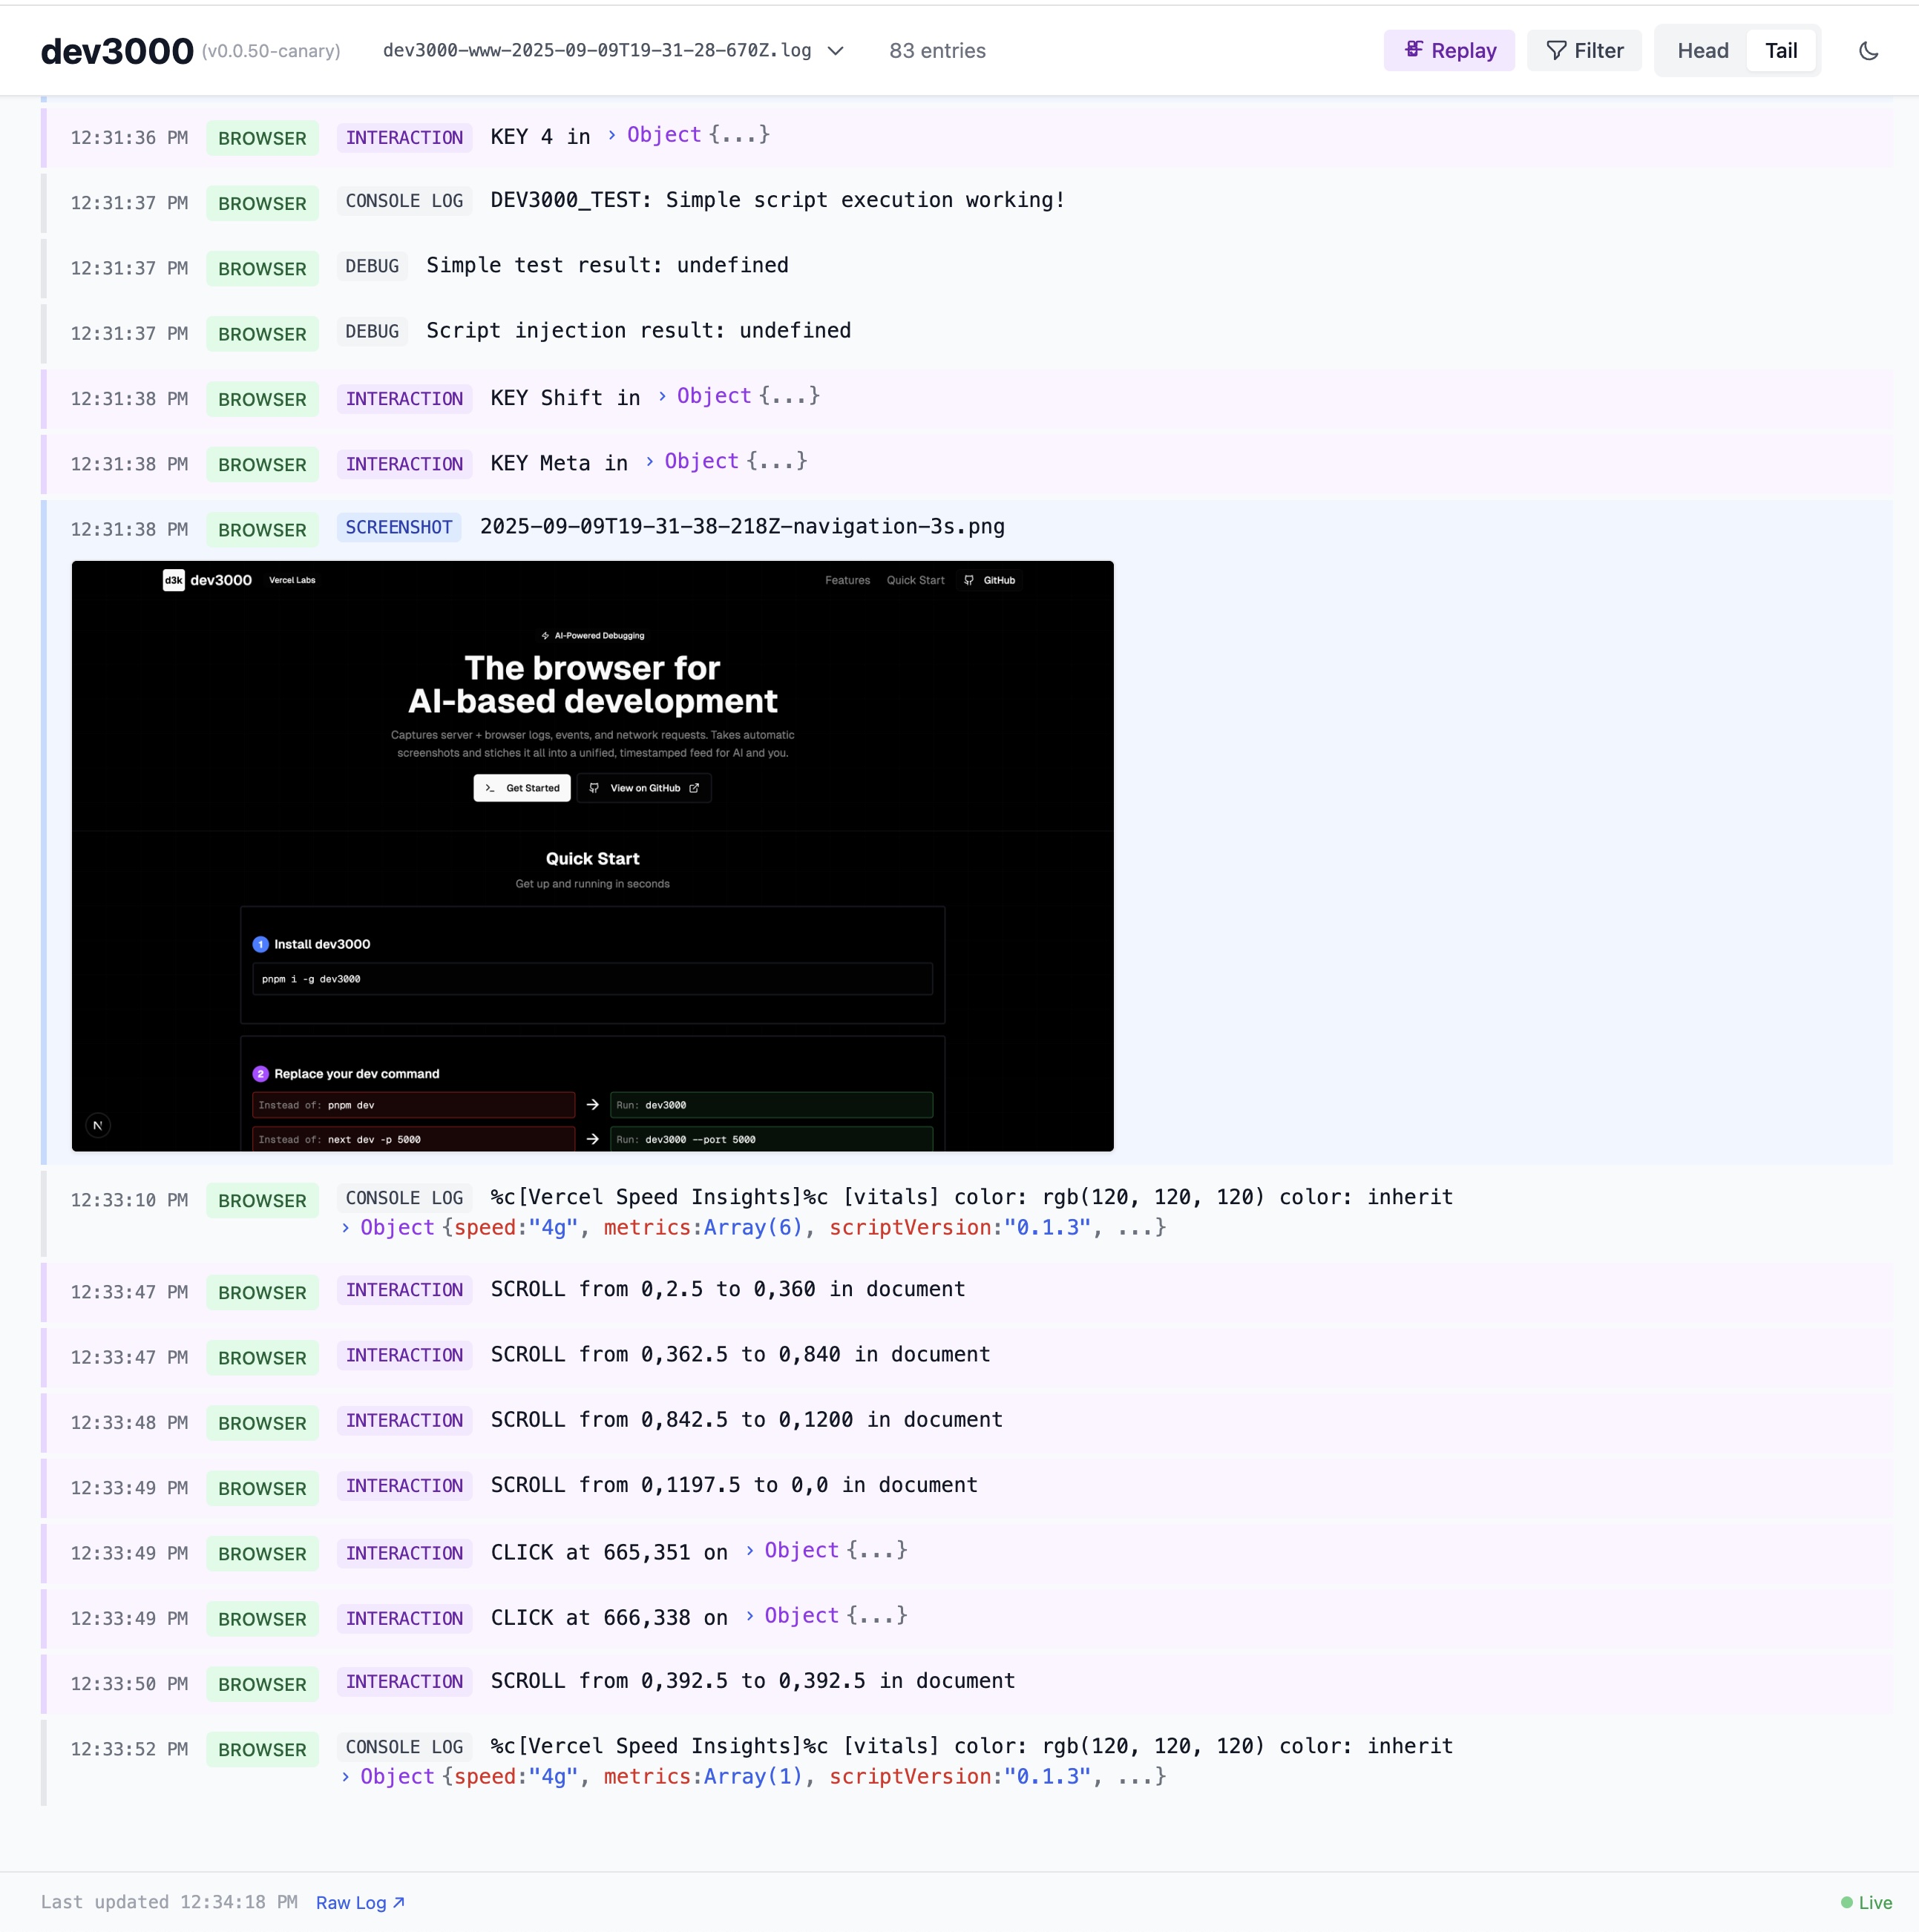 dev3000 (v0.0.50-canary) dev3000-www-2025-09-09T19-31-28-670Z.log 83 entries Replay Filter Head Tail
12:31:36 PM BROWSER INTERACTION KEY 4 in › Object {...}
12:31:37 PM BROWSER CONSOLE LOG DEV3000_TEST: Simple script execution working!
12:31:37 PM BROWSER DEBUG Simple test result: undefined
12:31:37 PM BROWSER DEBUG Script injection result: undefined
12:31:38 PM BROWSER INTERACTION KEY Shift in › Object {...}
12:31:38 PM BROWSER INTERACTION KEY Meta in › Object {...}
12:31:38 PM BROWSER SCREENSHOT 2025-09-09T19-31-38-218Z-navigation-3s.png
d3k dev3000 Vercel Labs Features Quick Start GitHub
AI-Powered Debugging
The browser for
AI-based development
Captures server + browser logs, events, and network requests. Takes automatic
screenshots and stiches it all into a unified, timestamped feed for AI and you.
Get Started View on GitHub
Quick Start
Get up and running in seconds
1 Install dev3000
pnpm i -g dev3000
2 Replace your dev command
Instead of: pnpm dev → Run: dev3000
Instead of: next dev -p 5000 → Run: dev3000 --port 5000
N
12:33:10 PM BROWSER CONSOLE LOG %c[Vercel Speed Insights]%c [vitals] color: rgb(120, 120, 120) color: inherit
› Object {speed:"4g", metrics:Array(6), scriptVersion:"0.1.3", ...}
12:33:47 PM BROWSER INTERACTION SCROLL from 0,2.5 to 0,360 in document
12:33:47 PM BROWSER INTERACTION SCROLL from 0,362.5 to 0,840 in document
12:33:48 PM BROWSER INTERACTION SCROLL from 0,842.5 to 0,1200 in document
12:33:49 PM BROWSER INTERACTION SCROLL from 0,1197.5 to 0,0 in document
12:33:49 PM BROWSER INTERACTION CLICK at 665,351 on › Object {...}
12:33:49 PM BROWSER INTERACTION CLICK at 666,338 on › Object {...}
12:33:50 PM BROWSER INTERACTION SCROLL from 0,392.5 to 0,392.5 in document
12:33:52 PM BROWSER CONSOLE LOG %c[Vercel Speed Insights]%c [vitals] color: rgb(120, 120, 120) color: inherit
› Object {speed:"4g", metrics:Array(1), scriptVersion:"0.1.3", ...}
Last updated 12:34:18 PM Raw Log ↗ Live